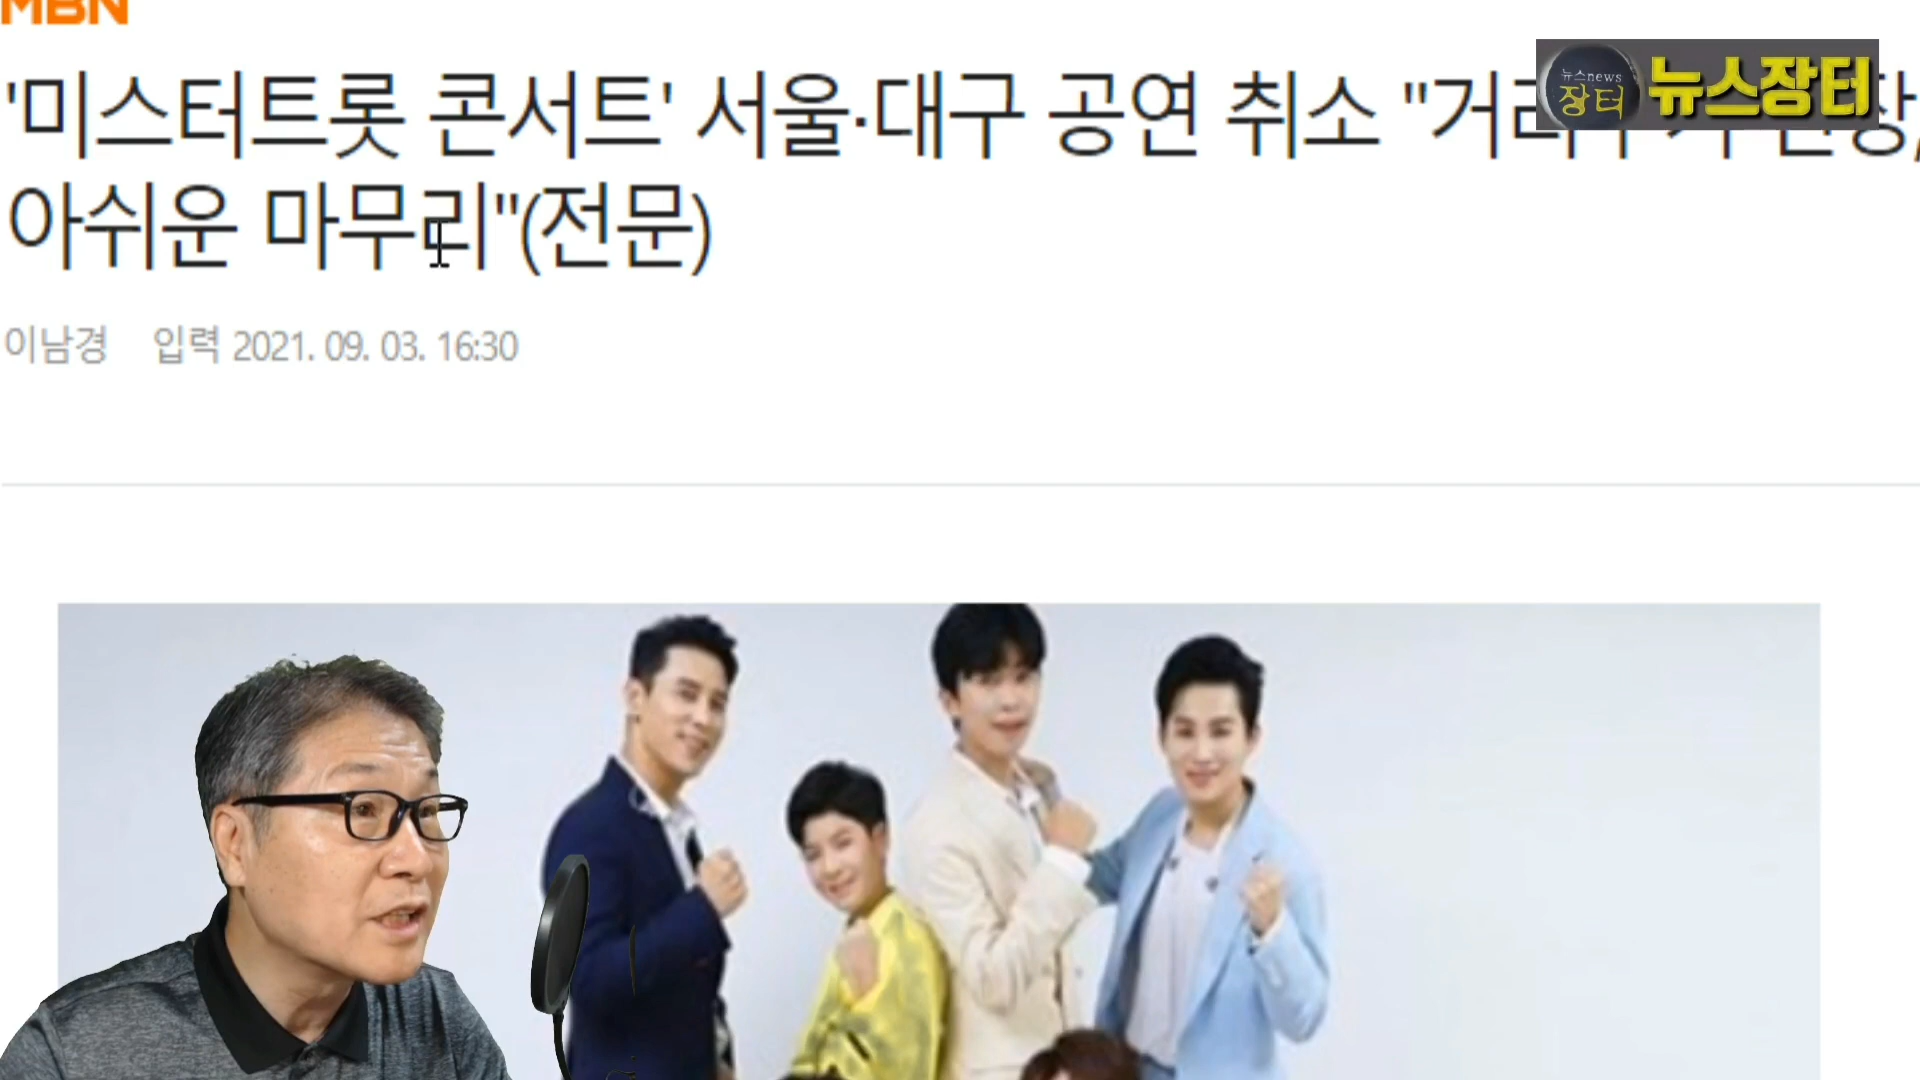 MBN
'미스터트롯 콘서트' 서울·대구 공연 취소 "거리
아쉬운 마무리"(전문)
이남경 입력 2021. 09. 03. 16:30
뉴스news
장터
뉴스장터